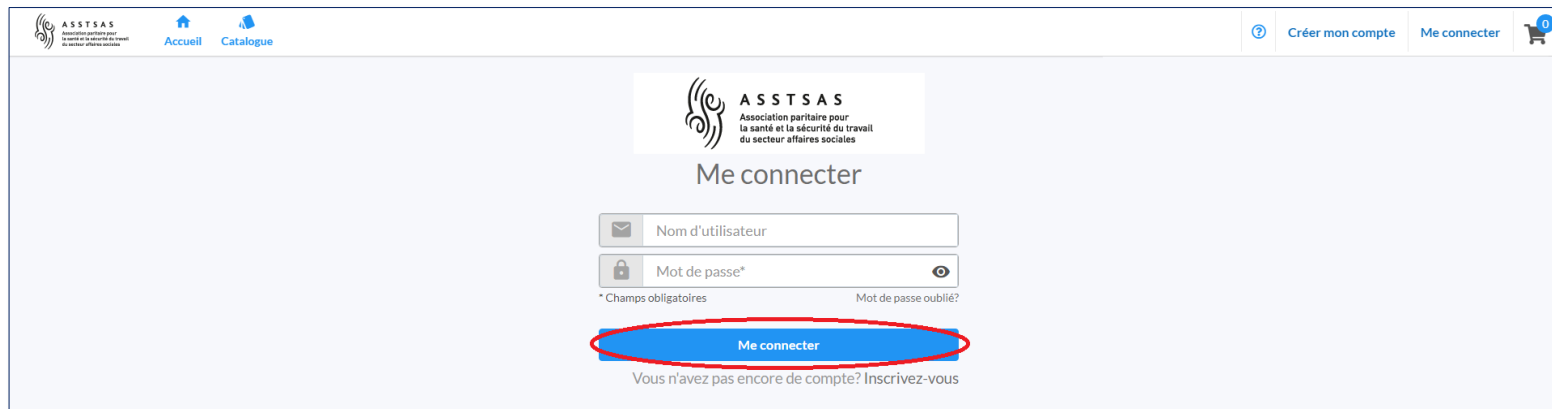 ASSTSAS
Association paritaire pour
la santé et la sécurité du travail
du secteur affaires sociales
Accueil
Catalogue
Créer mon compte
Me connecter
0
ASSTSAS
Association paritaire pour
la santé et la sécurité du travail
du secteur affaires sociales
Me connecter
Nom d'utilisateur
Mot de passe*
* Champs obligatoires
Mot de passe oublié?
Me connecter
Vous n'avez pas encore de compte? Inscrivez-vous